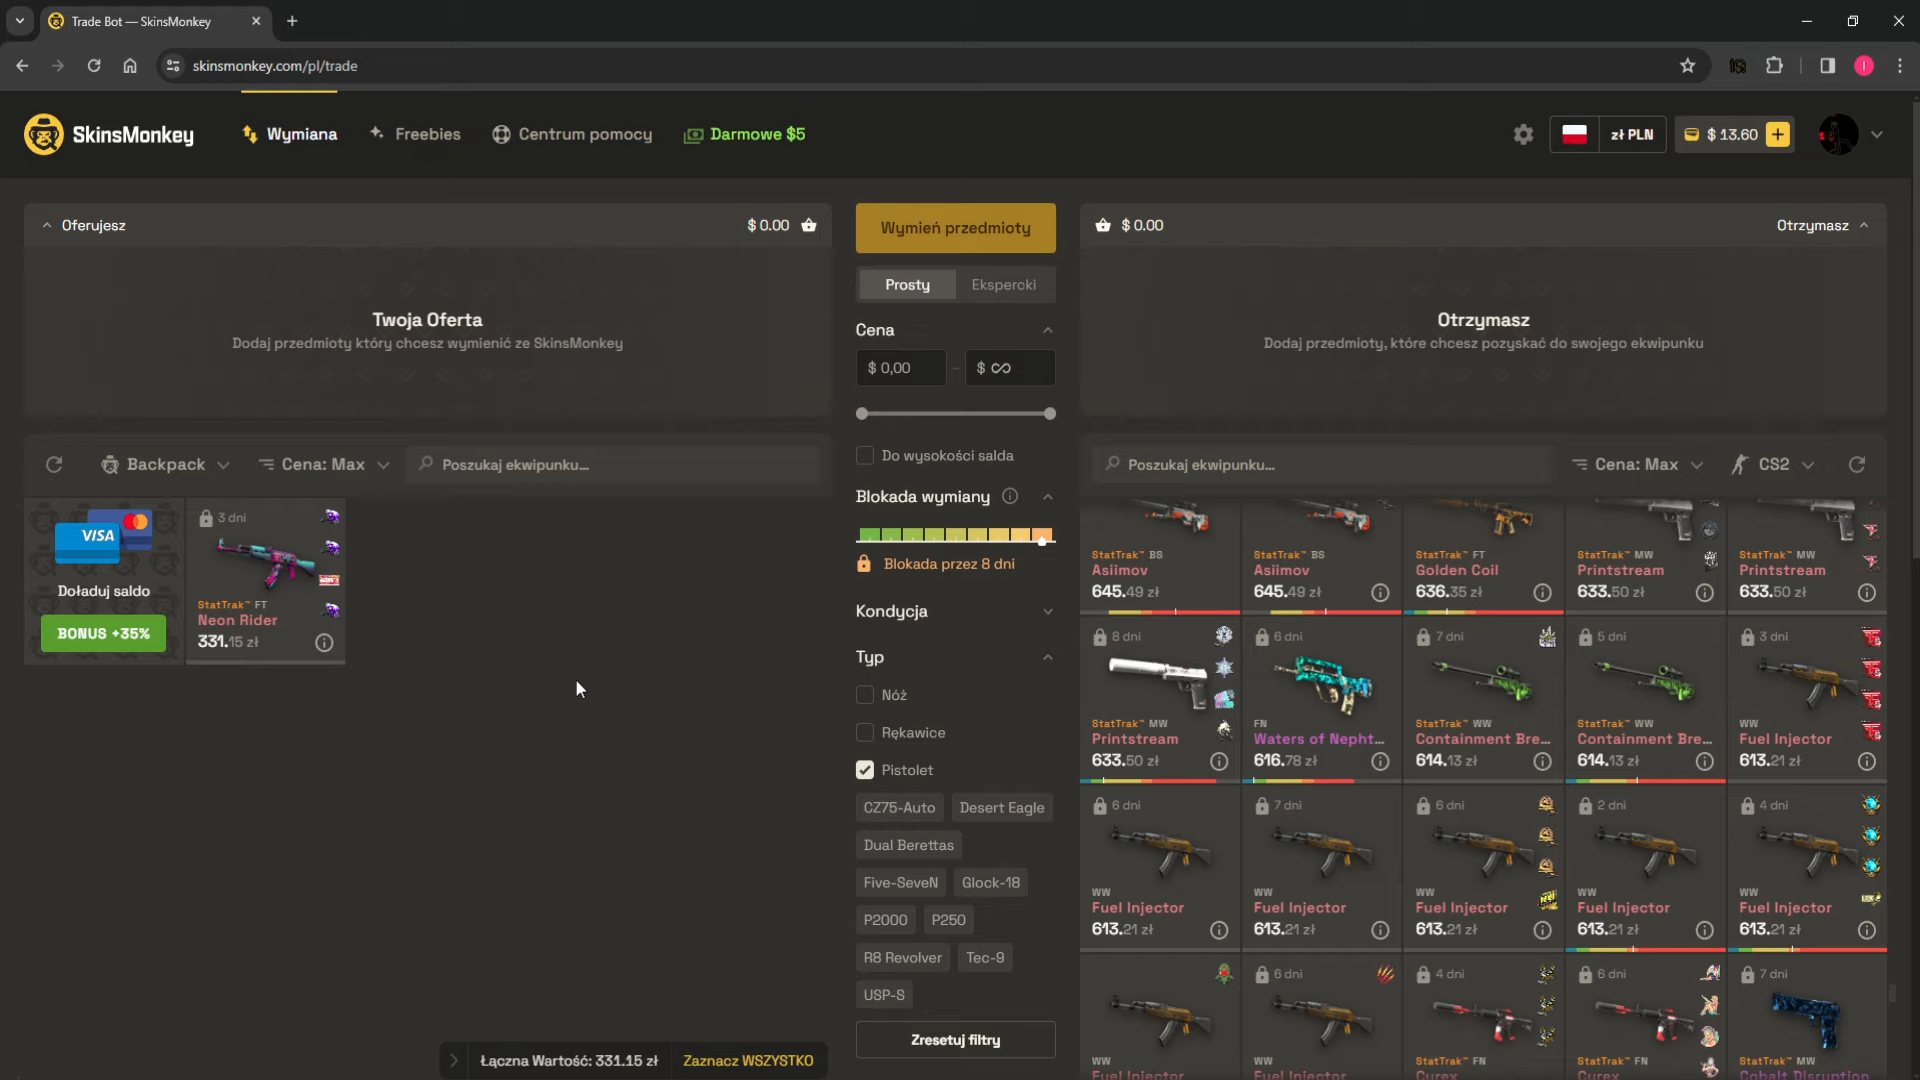 Trade Bot — SkinsMonkey
skinsmonkey.com/pl/trade
SkinsMonkey
Wymiana
Freebies
Centrum pomocy
Darmowe $5
zł PLN
$ 13.60
Oferujesz
$ 0.00
Twoja Oferta
Dodaj przedmioty który chcesz wymienić ze SkinsMonkey
Backpack
Cena: Max
Poszukaj ekwipunku...
VISA
Doładuj saldo
BONUS +35%
3 dni
StatTrak™ FT
Neon Rider
331.15 zł
Łączna Wartość: 331.15 zł
Zaznacz WSZYSTKO
Wymień przedmioty
Prosty
Ekspercki
Cena
$ 0,00
–
$ ∞
Do wysokości salda
Blokada wymiany
Blokada przez 8 dni
Kondycja
Typ
Nóż
Rękawice
Pistolet
CZ75-Auto
Desert Eagle
Dual Berettas
Five-SeveN
Glock-18
P2000
P250
R8 Revolver
Tec-9
USP-S
Zresetuj filtry
$ 0.00
Otrzymasz
Otrzymasz
Dodaj przedmioty, które chcesz pozyskać do swojego ekwipunku
Poszukaj ekwipunku...
Cena: Max
CS2
StatTrak™ BS
Asiimov
645.49 zł
StatTrak™ BS
Asiimov
645.49 zł
StatTrak™ FT
Golden Coil
636.35 zł
StatTrak™ MW
Printstream
633.50 zł
StatTrak™ MW
Printstream
633.50 zł
8 dni
StatTrak™ MW
Printstream
633.50 zł
6 dni
FN
Waters of Nepht...
616.78 zł
7 dni
StatTrak™ WW
Containment Bre...
614.13 zł
5 dni
StatTrak™ WW
Containment Bre...
614.13 zł
3 dni
WW
Fuel Injector
613.21 zł
6 dni
WW
Fuel Injector
613.21 zł
7 dni
WW
Fuel Injector
613.21 zł
6 dni
WW
Fuel Injector
613.21 zł
2 dni
WW
Fuel Injector
613.21 zł
4 dni
WW
Fuel Injector
613.21 zł
WW
Fuel Injector
6 dni
WW
Fuel Injector
4 dni
StatTrak™ FN
Cyrex
6 dni
StatTrak™ FN
Cyrex
7 dni
StatTrak™ MW
Cobalt Disruption